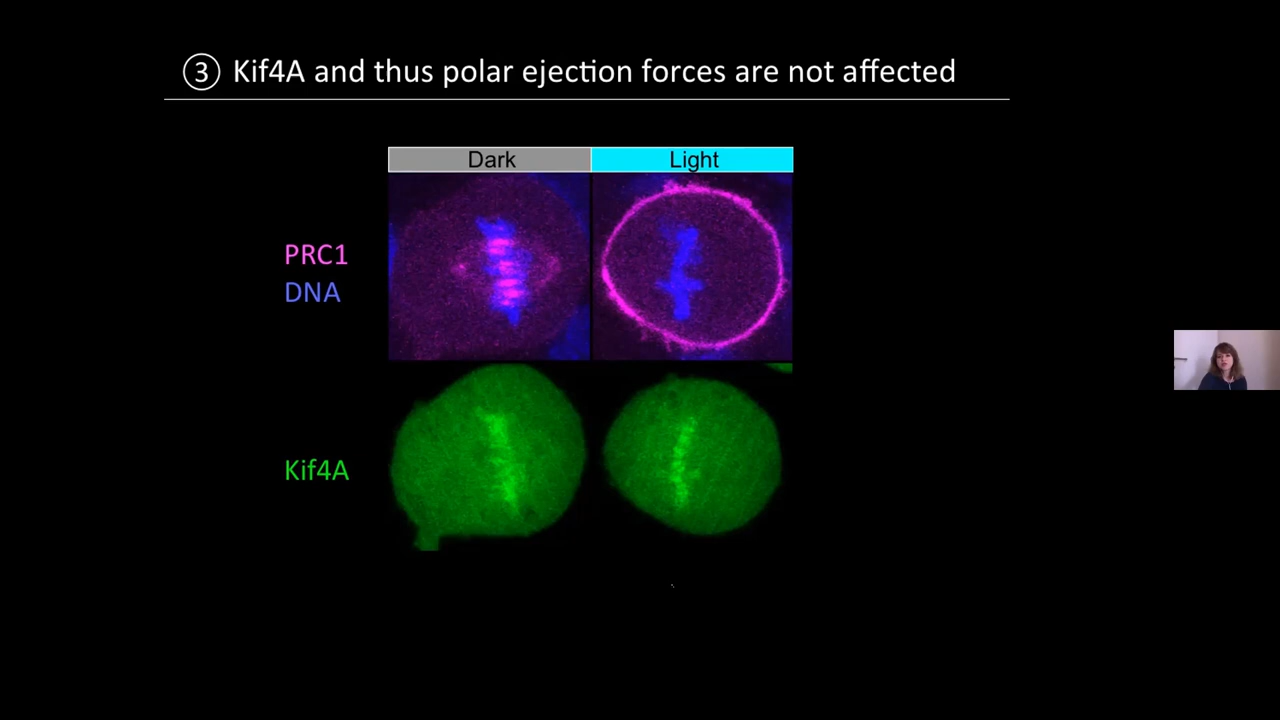 ③ Kif4A and thus polar ejection forces are not affected
Dark Light
PRC1
DNA
Kif4A